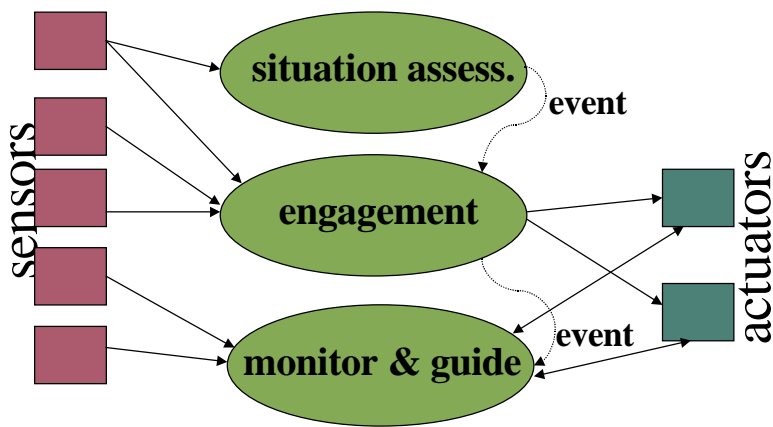 sensors
situation assess.
event
engagement
event
monitor & guide
actuators